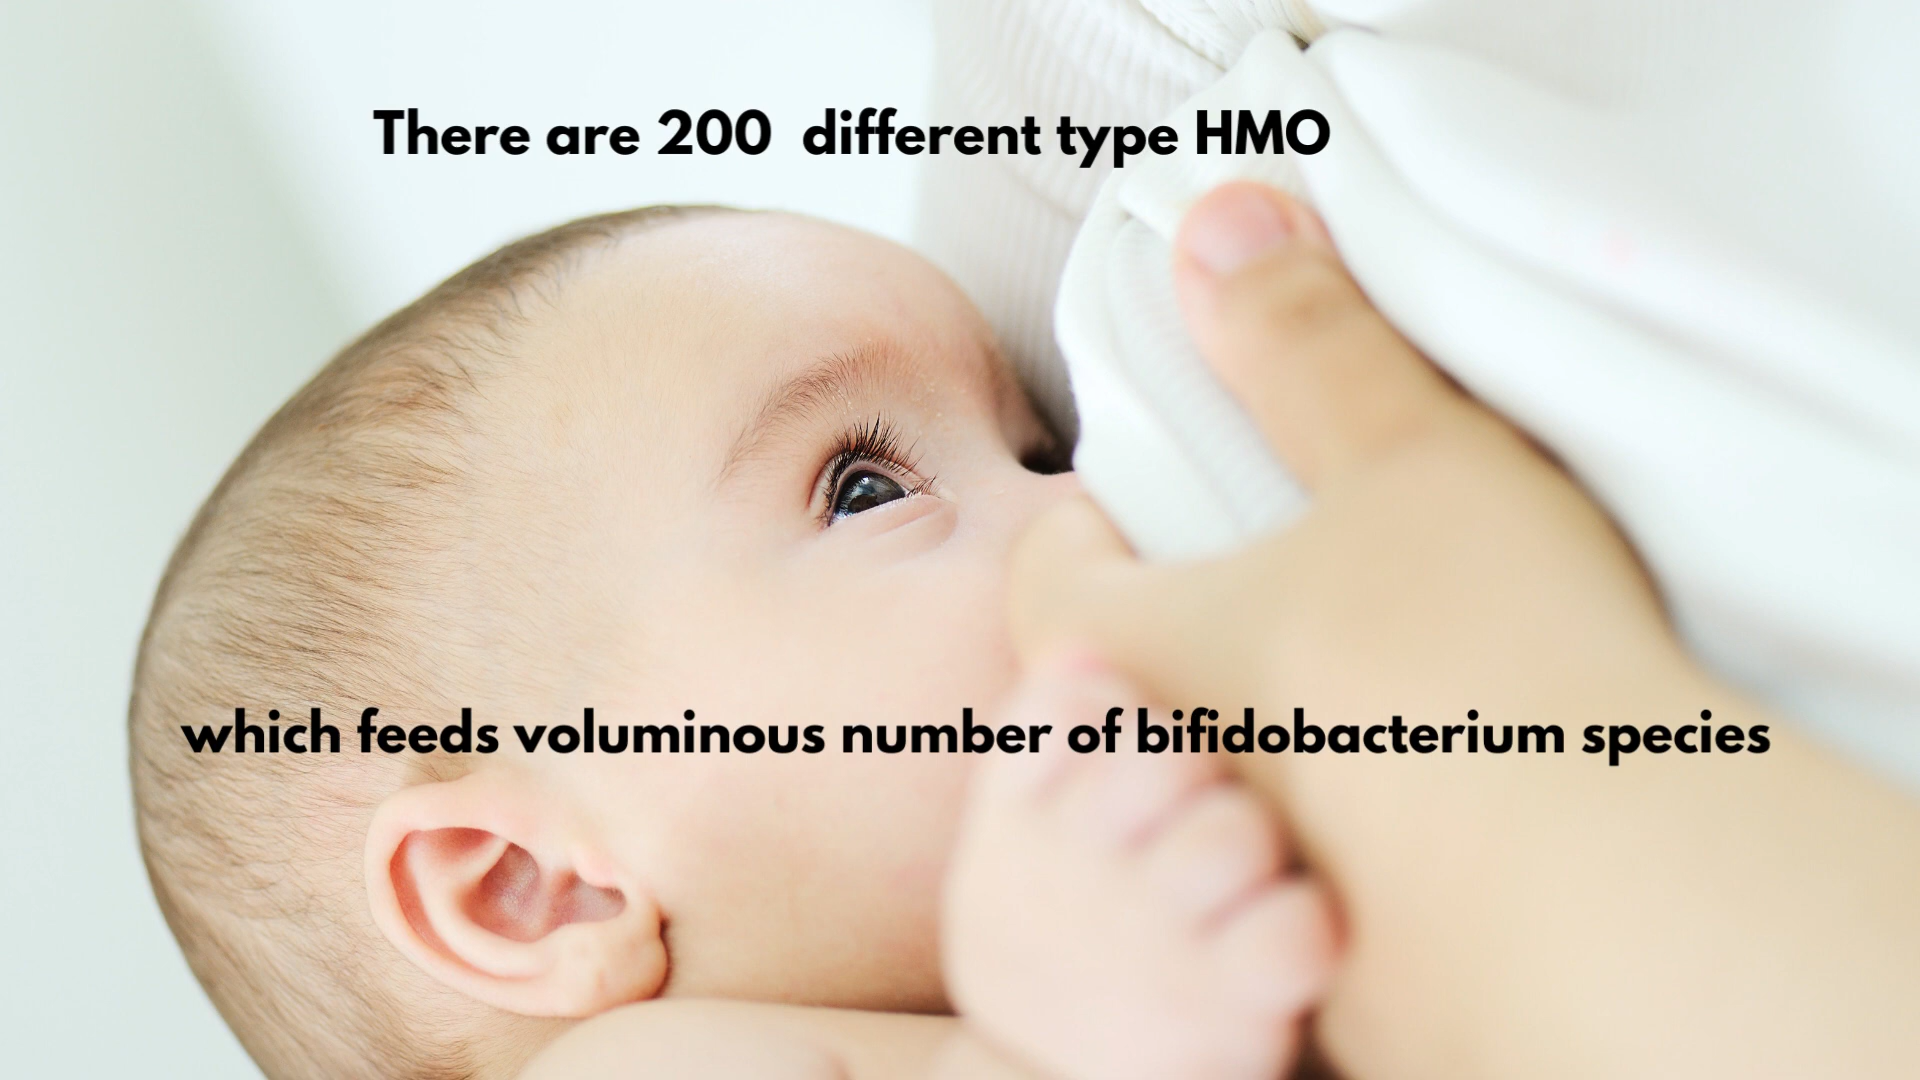 There are 200  different type HMO
which feeds voluminous number of bifidobacterium species